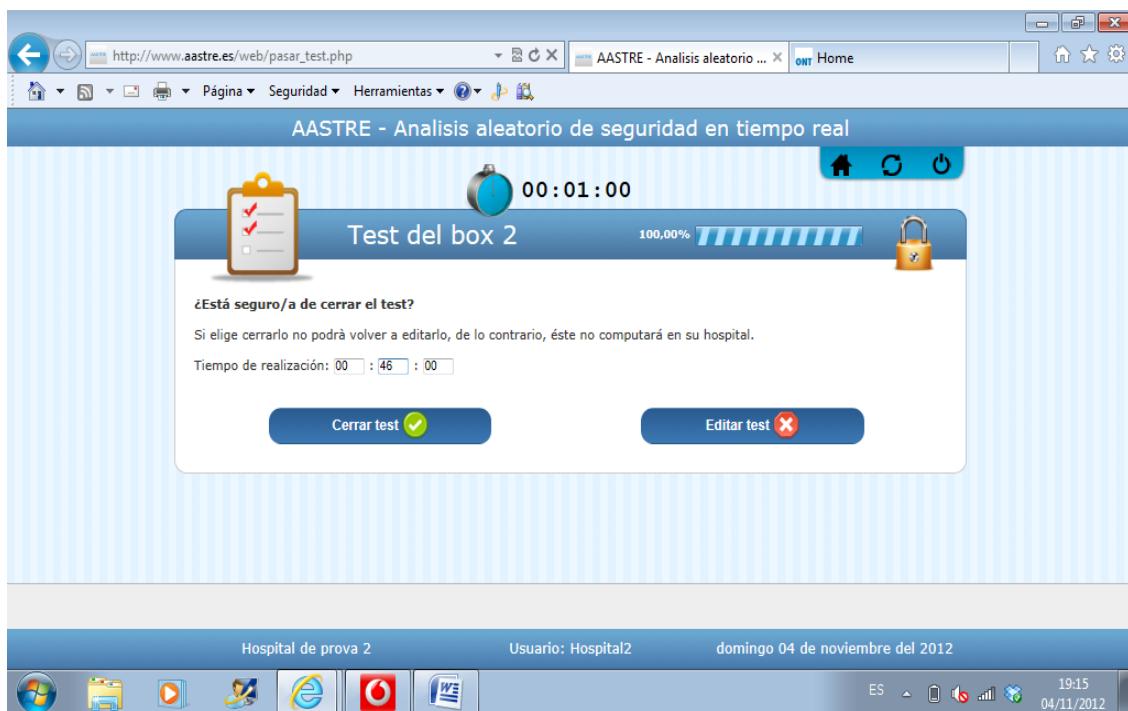 http://www.aastre.es/web/pasar_test.php
AASTRE - Analisis aleatorio ...
ONT Home
Página Seguridad Herramientas
AASTRE - Analisis aleatorio de seguridad en tiempo real
00:01:00
Test del box 2
100,00%
¿Está seguro/a de cerrar el test?
Si elige cerrarlo no podrà volver a editarlo, de lo contrario, éste no computará en su hospital.
Tiempo de realización: 00 : 46 : 00
Cerrar test
Editar test
Hospital de prova 2 Usuario: Hospital2 domingo 04 de noviembre del 2012
ES
19:15
04/11/2012